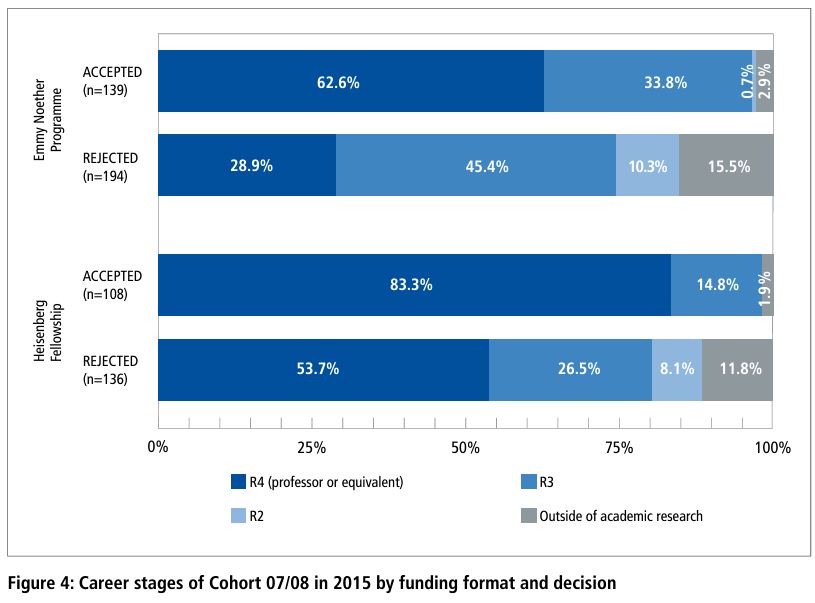 Emmy Noether
Programme
ACCEPTED
(n=139)
62.6%
33.8%
0.7%
2.9%
REJECTED
(n=194)
28.9%
45.4%
10.3%
15.5%
Heisenberg
Fellowship
ACCEPTED
(n=108)
83.3%
14.8%
1.9%
REJECTED
(n=136)
53.7%
26.5%
8.1%
11.8%
0%
25%
50%
75%
100%
R4 (professor or equivalent)
R3
R2
Outside of academic research
Figure 4: Career stages of Cohort 07/08 in 2015 by funding format and decision